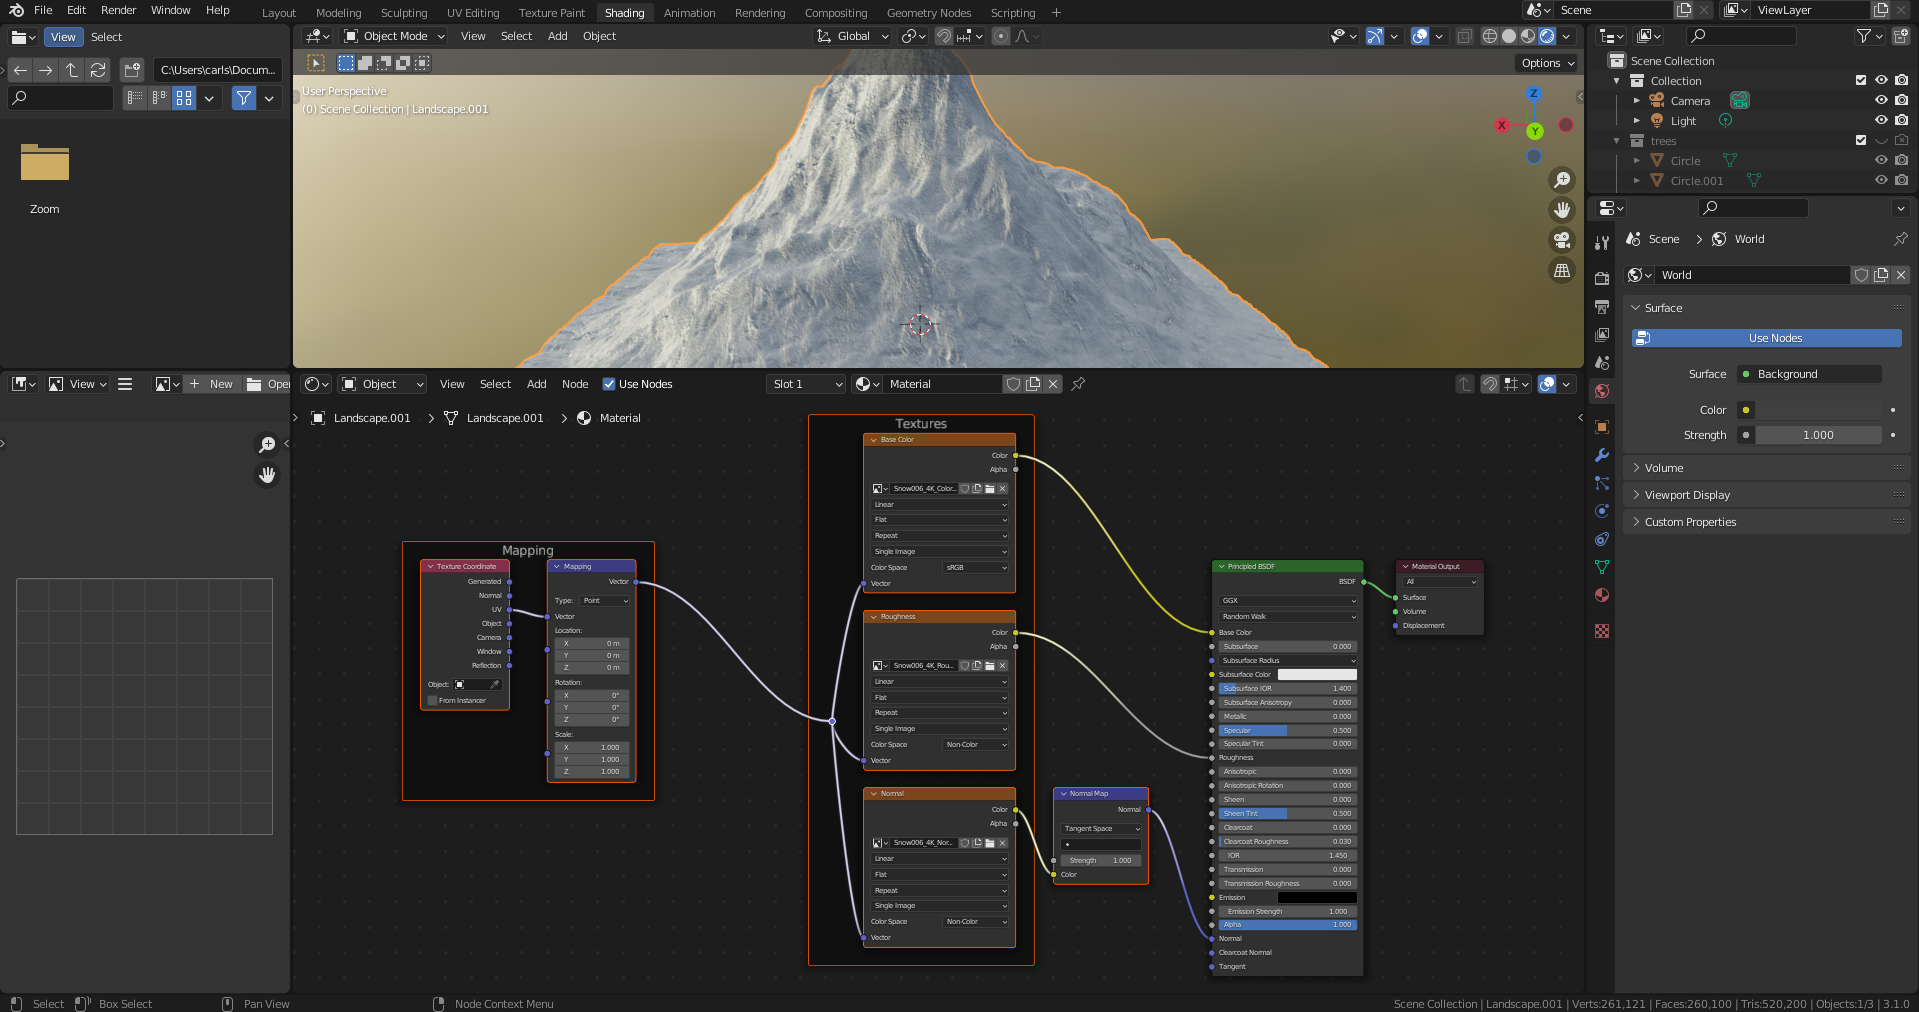 File Edit Render Window Help
Layout Modeling Sculpting UV Editing Texture Paint Shading Animation Rendering Compositing Geometry Nodes Scripting +
Scene
ViewLayer
View Select
C:\Users\carls\Docum...
Zoom
Object Mode View Select Add Object
Global
Options
User Perspective
(0) Scene Collection | Landscape.001
Z
X
Y
Scene Collection
Collection
Camera
Light
trees
Circle
Circle.001
Scene > World
World
Surface
Use Nodes
Surface Background
Color
Strength 1.000
Volume
Viewport Display
Custom Properties
View
+ New
Ope
Object View Select Add Node Use Nodes
Slot 1
Material
Landscape.001 > Landscape.001 > Material
Mapping
Texture Coordinate
Generated
Normal
UV
Object
Camera
Window
Reflection
Object:
From Instancer
Mapping
Vector
Type: Point
Vector
Location:
X 0 m
Y 0 m
Z 0 m
Rotation:
X 0°
Y 0°
Z 0°
Scale:
X 1.000
Y 1.000
Z 1.000
Textures
Base Color
Color
Alpha
Snow006_4K_Color...
Linear
Flat
Repeat
Single Image
Color Space sRGB
Vector
Roughness
Color
Alpha
Snow006_4K_Rou...
Linear
Flat
Repeat
Single Image
Color Space Non-Color
Vector
Normal
Color
Alpha
Snow006_4K_Nor...
Linear
Flat
Repeat
Single Image
Color Space Non-Color
Vector
Normal Map
Normal
Tangent Space
Strength 1.000
Color
Principled BSDF
BSDF
GGX
Random Walk
Base Color
Subsurface 0.000
Subsurface Radius
Subsurface Color
Subsurface IOR 1.400
Subsurface Anisotropy 0.000
Metallic 0.000
Specular 0.500
Specular Tint 0.000
Roughness
Anisotropic 0.000
Anisotropic Rotation 0.000
Sheen 0.000
Sheen Tint 0.500
Clearcoat 0.000
Clearcoat Roughness 0.030
IOR 1.450
Transmission 0.000
Transmission Roughness 0.000
Emission
Emission Strength 1.000
Alpha 1.000
Normal
Clearcoat Normal
Tangent
Material Output
All
Surface
Volume
Displacement
Select Box Select Pan View Node Context Menu
Scene Collection | Landscape.001 | Verts:261,121 | Faces:260,100 | Tris:520,200 | Objects:1/3 | 3.1.0